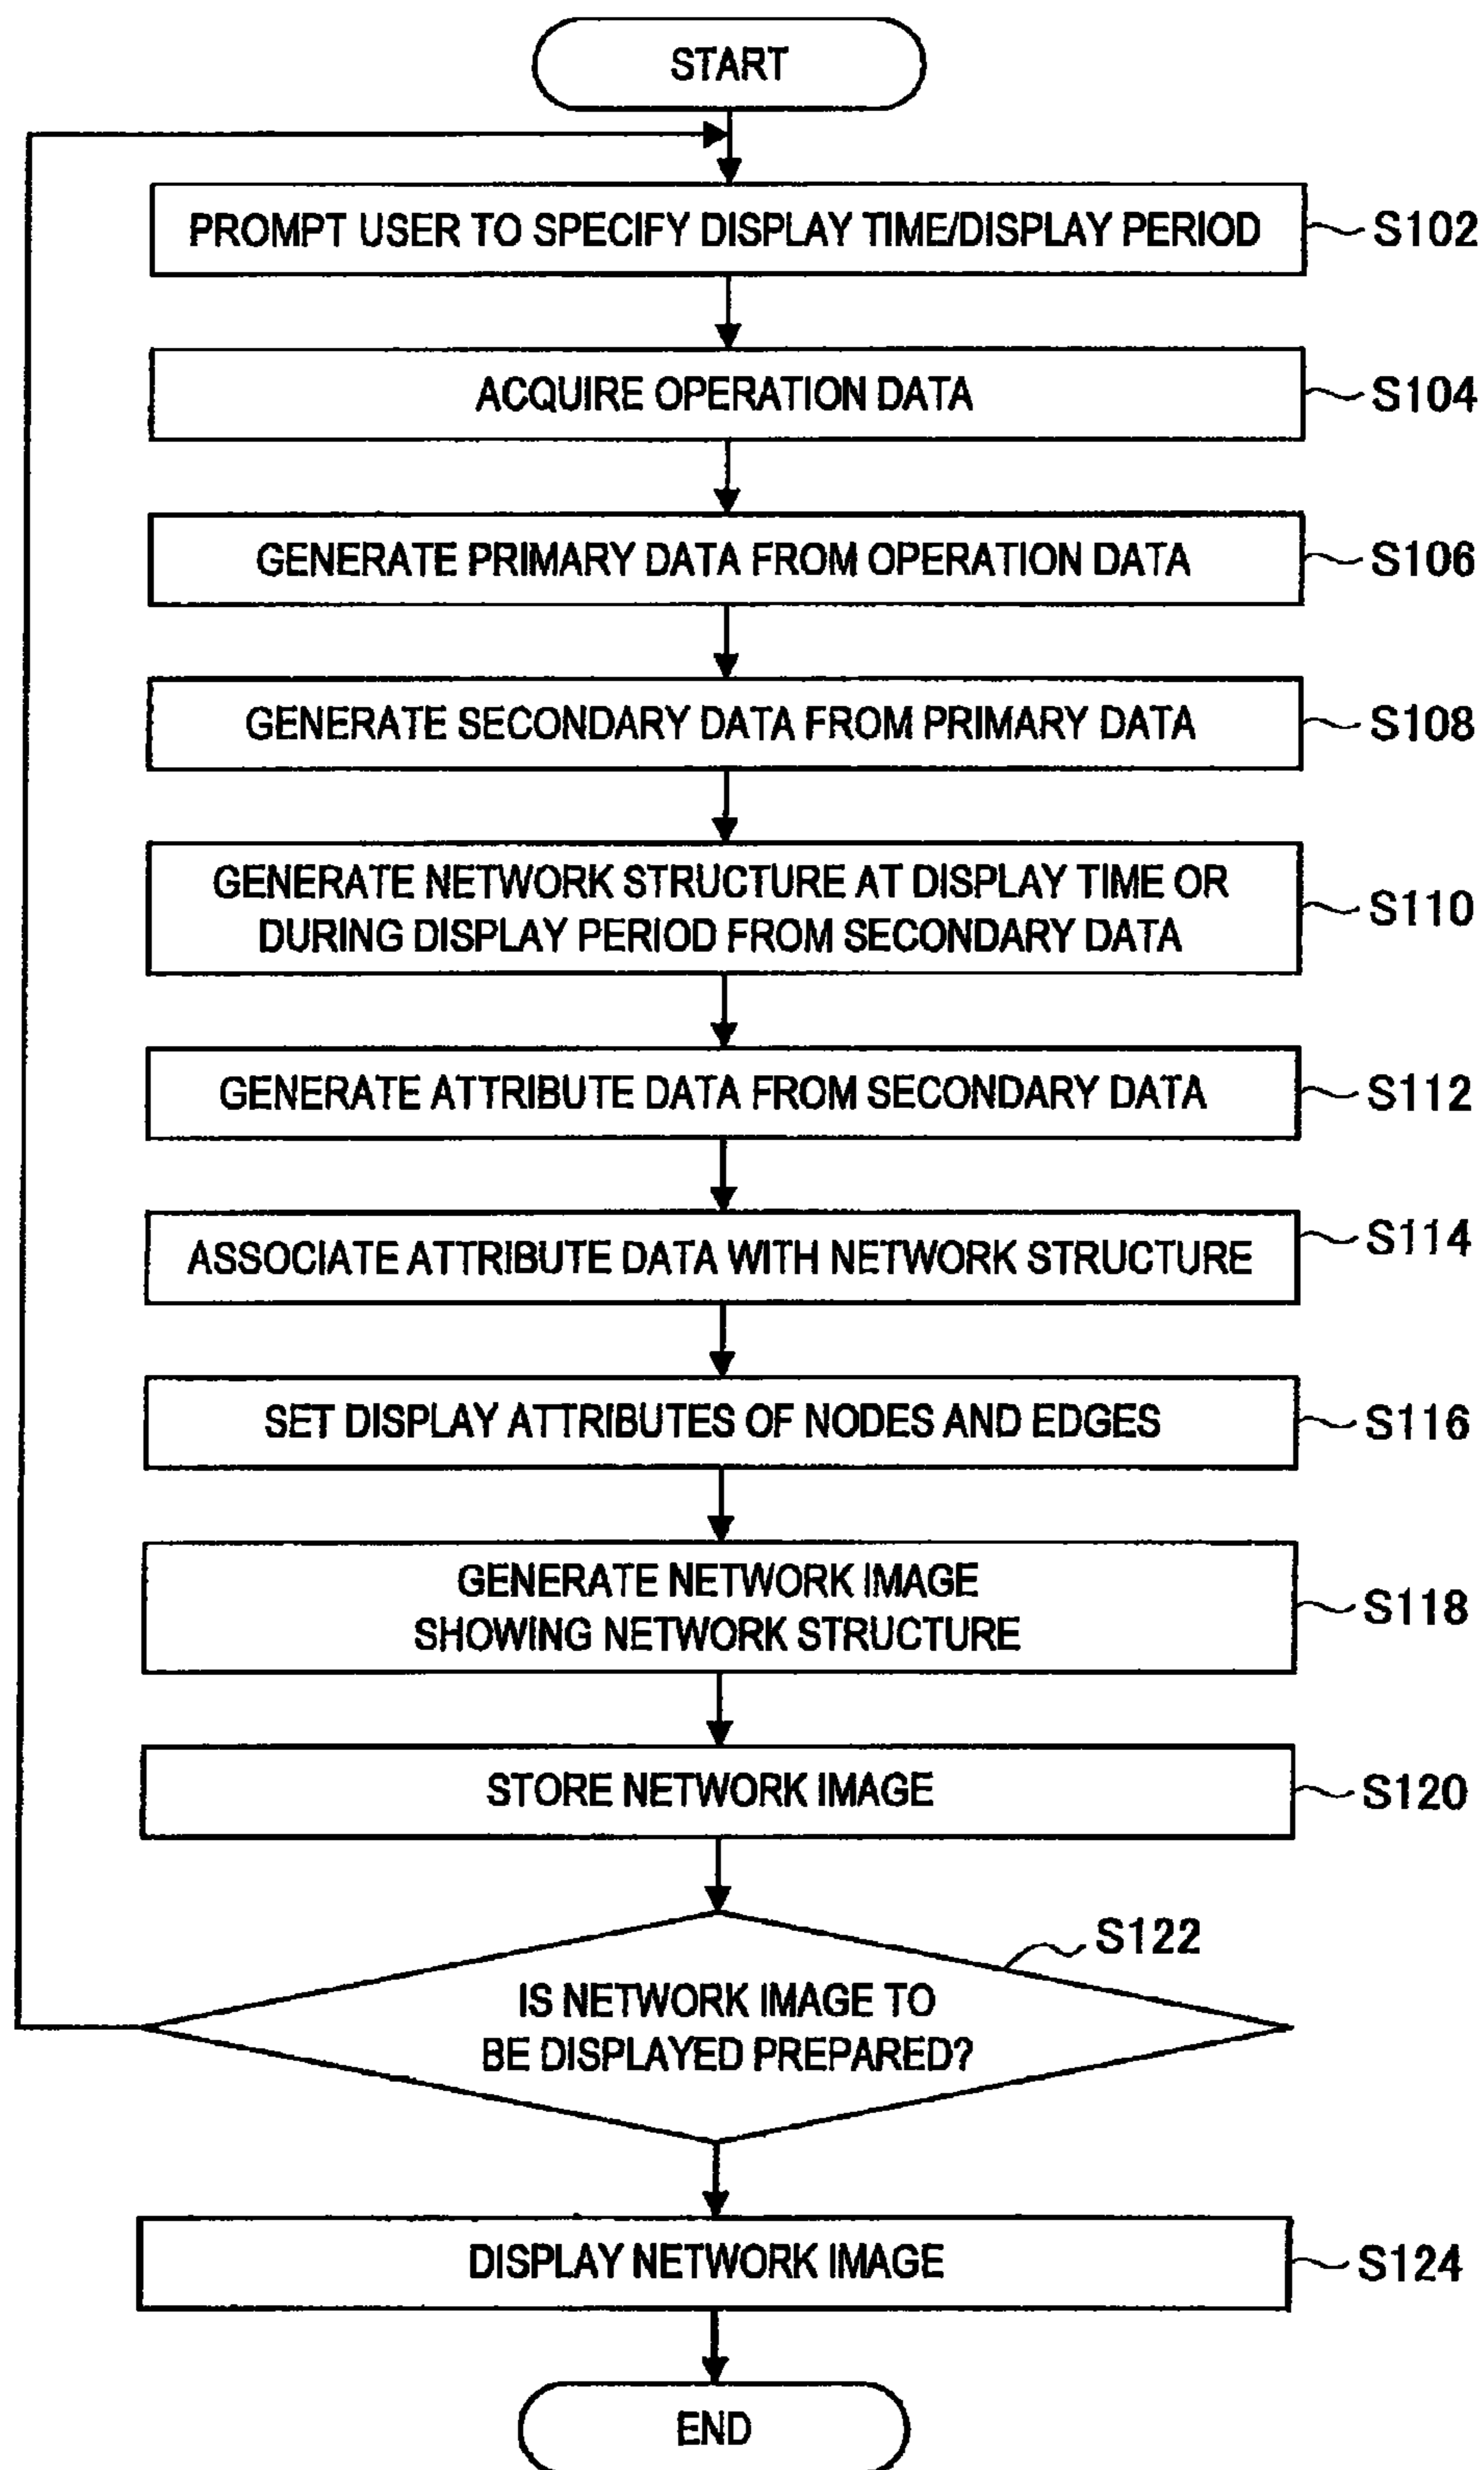 START
PROMPT USER TO SPECIFY DISPLAY TIME/DISPLAY PERIOD
S102
ACQUIRE OPERATION DATA
S104
GENERATE PRIMARY DATA FROM OPERATION DATA
S106
GENERATE SECONDARY DATA FROM PRIMARY DATA
S108
GENERATE NETWORK STRUCTURE AT DISPLAY TIME OR
DURING DISPLAY PERIOD FROM SECONDARY DATA
S110
GENERATE ATTRIBUTE DATA FROM SECONDARY DATA
S112
ASSOCIATE ATTRIBUTE DATA WITH NETWORK STRUCTURE
S114
SET DISPLAY ATTRIBUTES OF NODES AND EDGES
S116
GENERATE NETWORK IMAGE
SHOWING NETWORK STRUCTURE
S118
STORE NETWORK IMAGE
S120
S122
IS NETWORK IMAGE TO
BE DISPLAYED PREPARED?
DISPLAY NETWORK IMAGE
S124
END